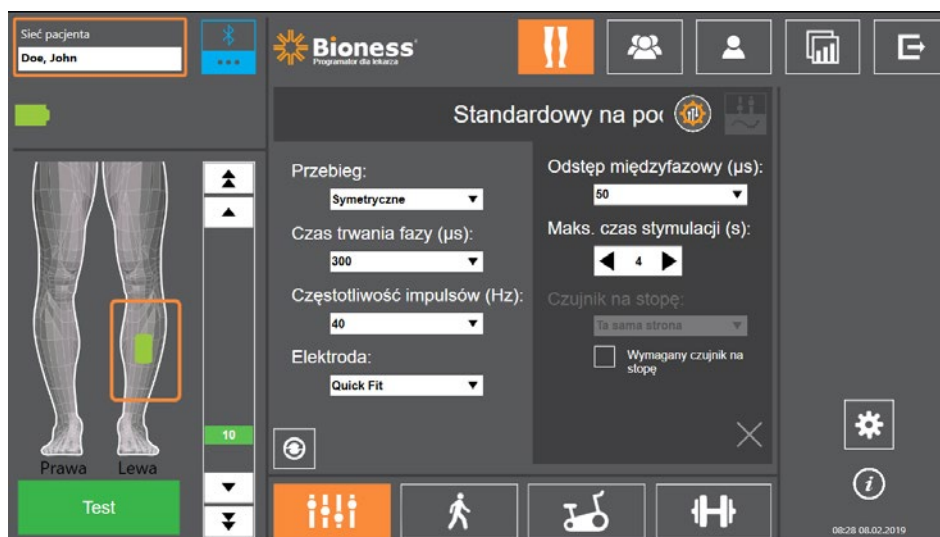 Sieć pacjenta
Doe, John
Bioness
Programator dla lekarza
Standardowy na poc
Przebieg:
Symetryczne
Czas trwania fazy (µs):
300
Częstotliwość impulsów (Hz):
40
Elektroda:
Quick Fit
Odstęp międzyfazowy (µs):
50
Maks. czas stymulacji (s):
4
Czujnik na stopę:
Ta sama strona
Wymagany czujnik na
stopę
10
Prawa Lewa
Test
08:28 08.02.2019